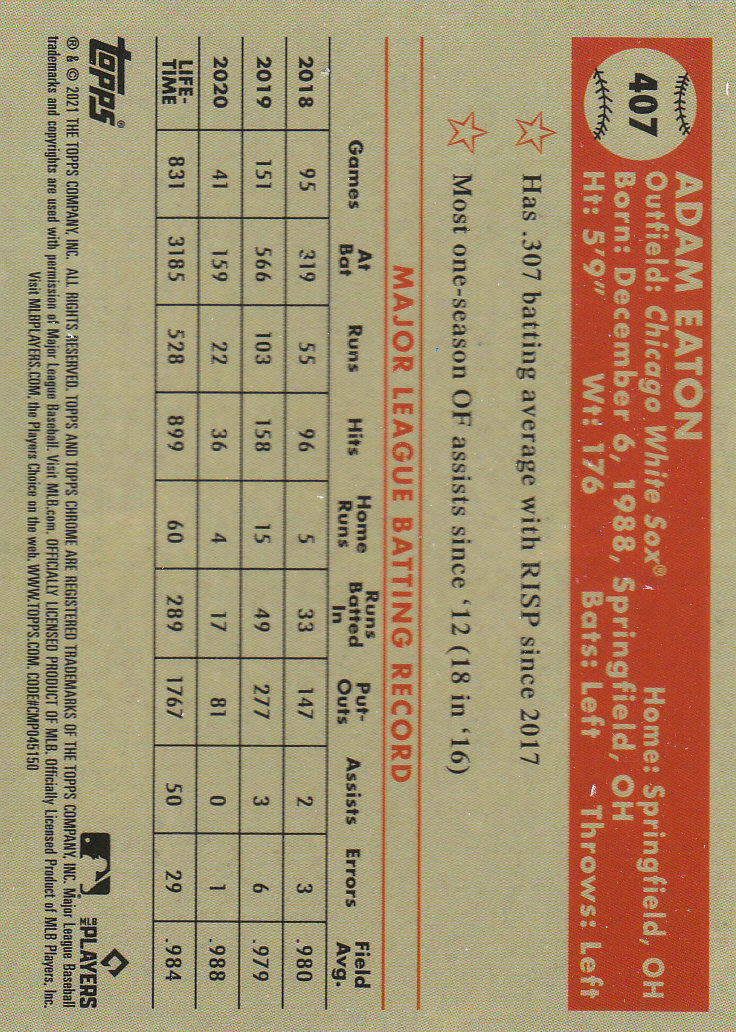 407
ADAM EATON
Outfield: Chicago White Sox® Home: Springfield, OH
Born: December 6, 1988, Springfield, OH
Ht: 5'9" Wt: 176 Bats: Left Throws: Left
Has .307 batting average with RISP since 2017
Most one-season OF assists since ‘12 (18 in ‘16)
MAJOR LEAGUE BATTING RECORD
Games At Bat Runs Hits Home Runs Runs Batted In Put-Outs Assists Errors Field Avg.
2018 95 319 55 96 5 33 147 2 3 .980
2019 151 566 103 158 15 49 277 3 6 .979
2020 41 159 22 36 4 17 81 0 1 .988
LIFE-TIME 831 3185 528 899 60 289 1767 50 29 .984
topps®
MLB PLAYERS
® & © 2021 THE TOPPS COMPANY, INC. ALL RIGHTS RESERVED. TOPPS AND TOPPS CHROME ARE REGISTERED TRADEMARKS OF THE TOPPS COMPANY, INC. Major League Baseball
trademarks and copyrights are used with permission of Major League Baseball. Visit MLB.com. OFFICIALLY LICENSED PRODUCT OF MLB. Officially Licensed Product of MLB Players, Inc.
Visit MLBPLAYERS.COM, the Players Choice on the web. WWW.TOPPS.COM. CODE#CMP045150